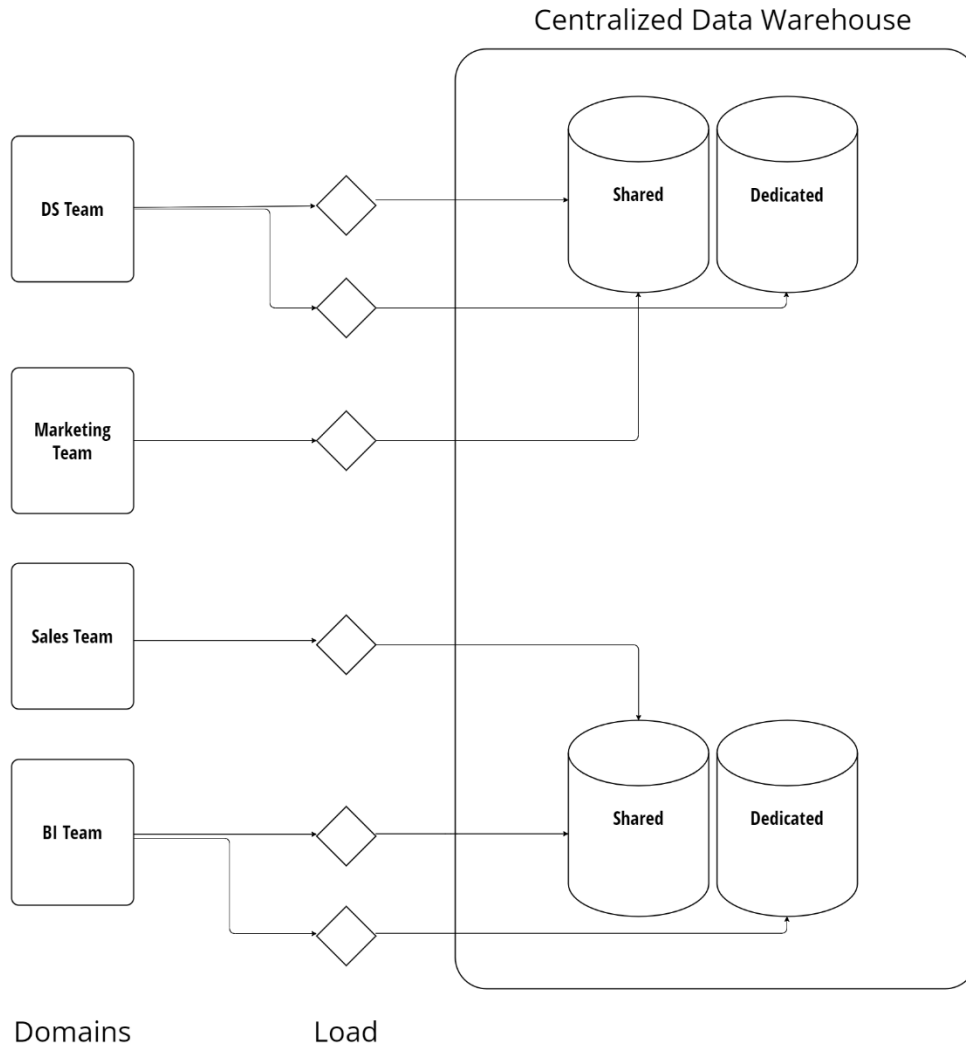 Centralized Data Warehouse
DS Team
Shared
Dedicated
Marketing
Team
Sales Team
BI Team
Shared
Dedicated
Domains
Load